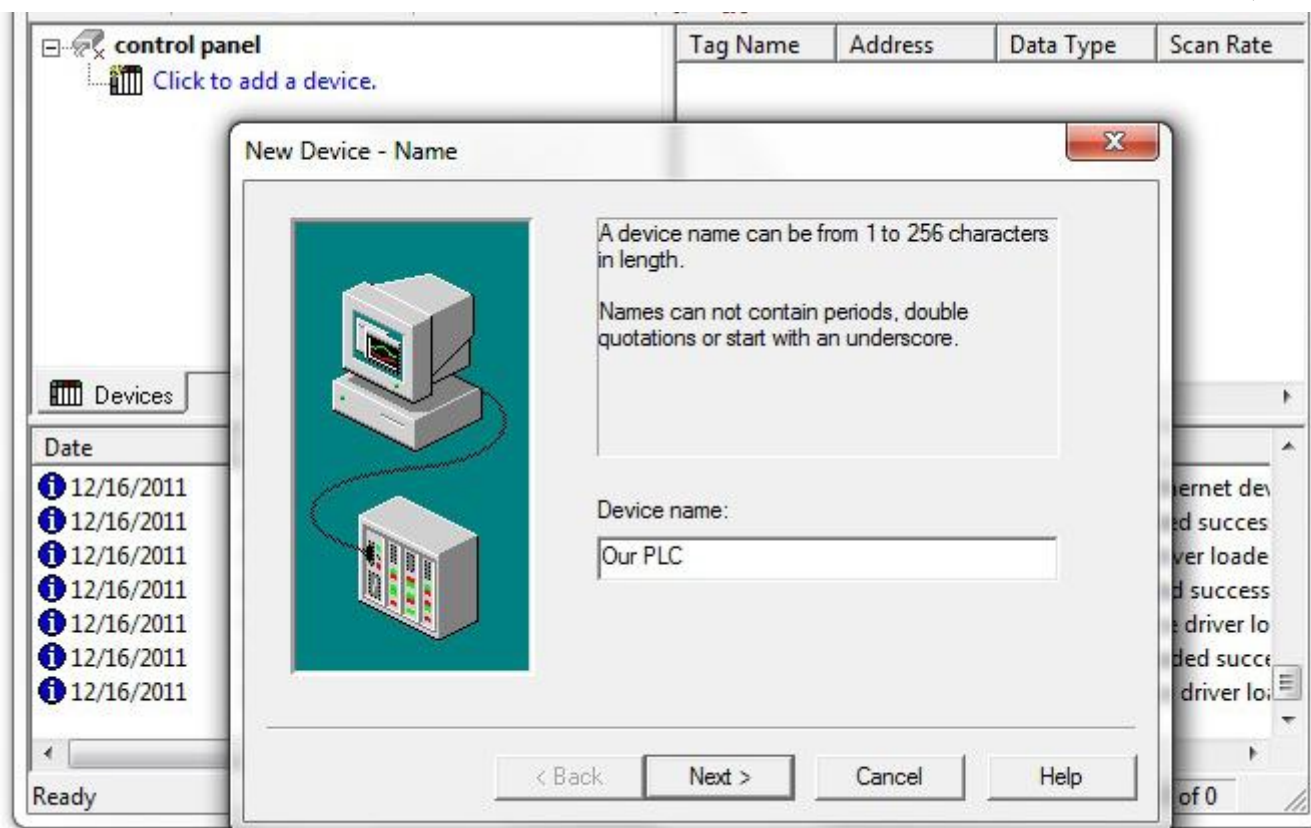 control panel
Click to add a device.
Tag Name Address Data Type Scan Rate
New Device - Name
A device name can be from 1 to 256 characters
in length.
Names can not contain periods, double
quotations or start with an underscore.
Device name:
Our PLC
< Back Next > Cancel Help
Devices
Date
12/16/2011
12/16/2011
12/16/2011
12/16/2011
12/16/2011
12/16/2011
12/16/2011
driver
Ready
of 0